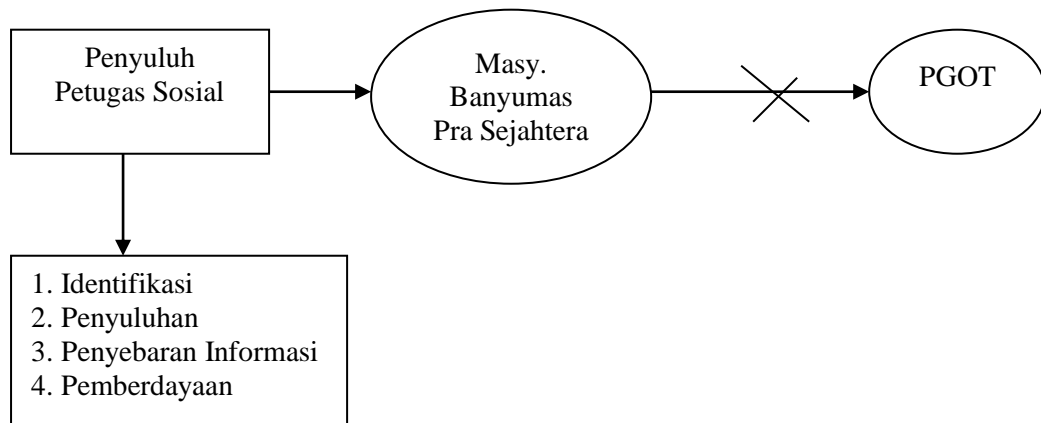 Penyuluh
Petugas Sosial
Masy.
Banyumas
Pra Sejahtera
PGOT
1. Identifikasi
2. Penyuluhan
3. Penyebaran Informasi
4. Pemberdayaan